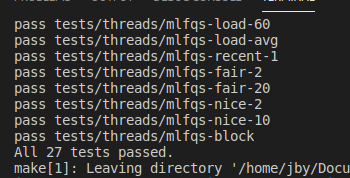 TERMINAL
pass tests/threads/mlfqs-load-60
pass tests/threads/mlfqs-load-avg
pass tests/threads/mlfqs-recent-1
pass tests/threads/mlfqs-fair-2
pass tests/threads/mlfqs-fair-20
pass tests/threads/mlfqs-nice-2
pass tests/threads/mlfqs-nice-10
pass tests/threads/mlfqs-block
All 27 tests passed.
make[1]: Leaving directory '/home/jby/Docu